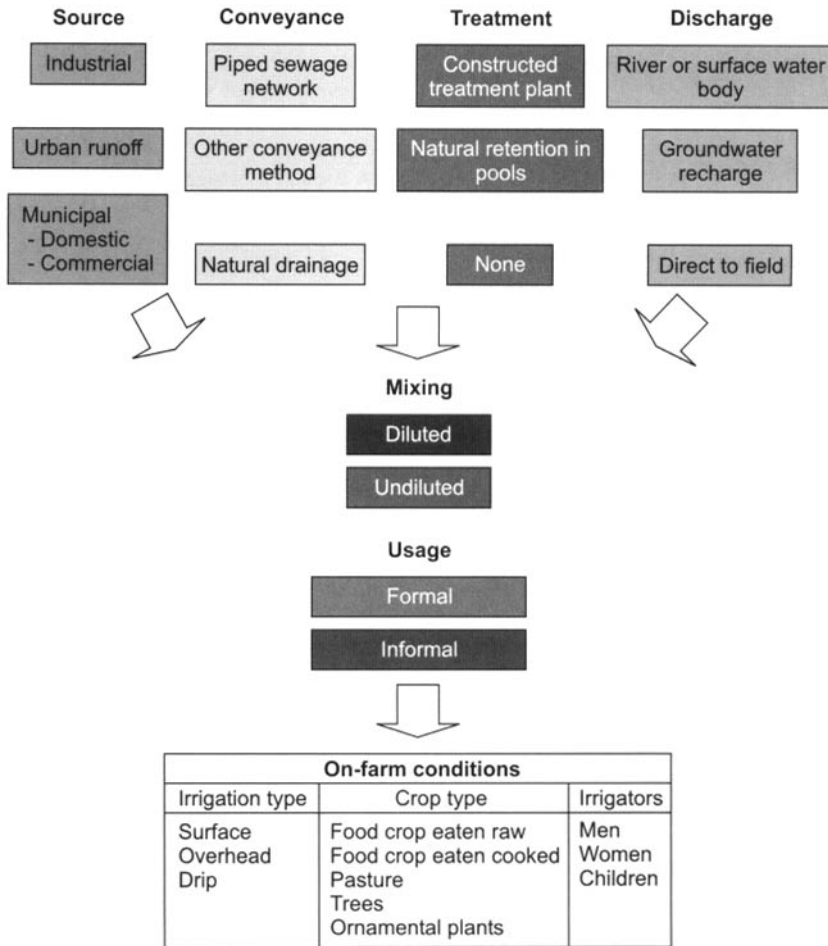 Source
Conveyance
Treatment
Discharge
Industrial
Piped sewage
network
Constructed
treatment plant
River or surface water
body
Urban runoff
Other conveyance
method
Natural retention in
pools
Groundwater
recharge
Municipal
- Domestic
- Commercial
Natural drainage
None
Direct to field
Mixing
Diluted
Undiluted
Usage
Formal
Informal
On-farm conditions
Irrigation type
Crop type
Irrigators
Surface
Overhead
Drip
Food crop eaten raw
Food crop eaten cooked
Pasture
Trees
Ornamental plants
Men
Women
Children